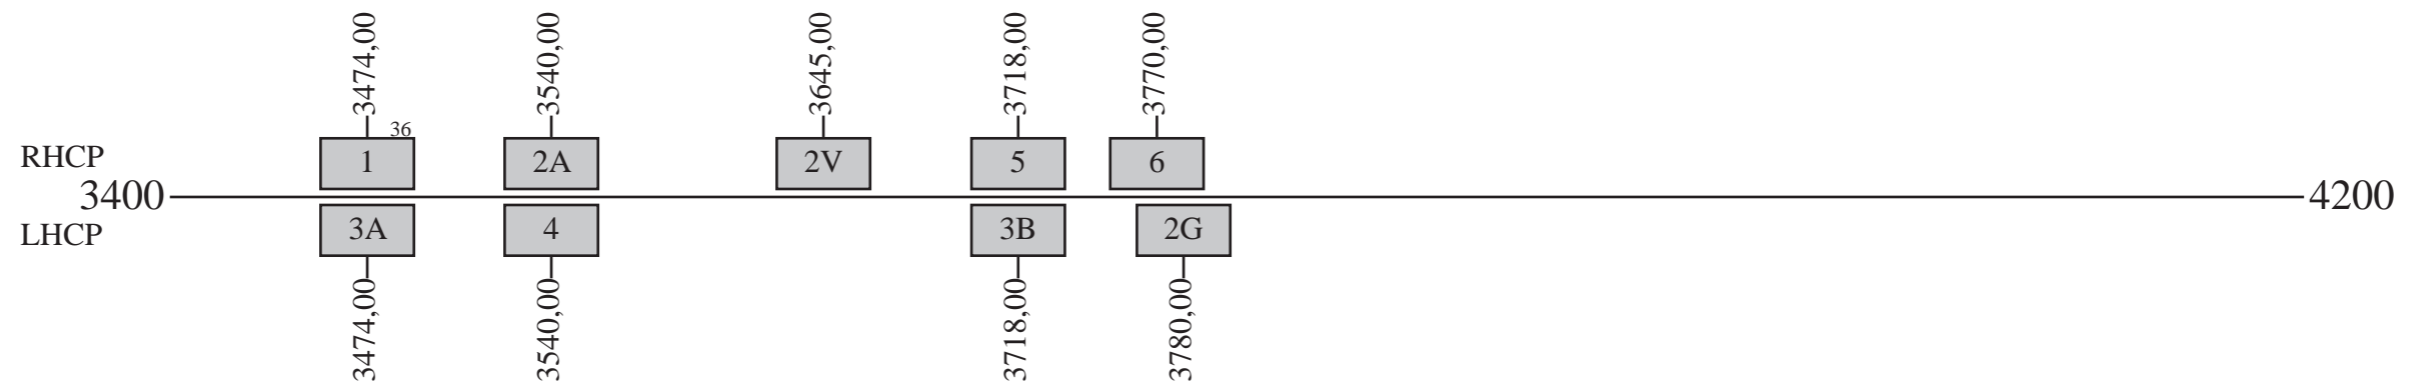 3474,00 3540,00 3645,00 3718,00 3770,00
36
RHCP 1 2A 2V 5 6
3400 4200
LHCP 3A 4 3B 2G
3474,00 3540,00 3718,00 3780,00